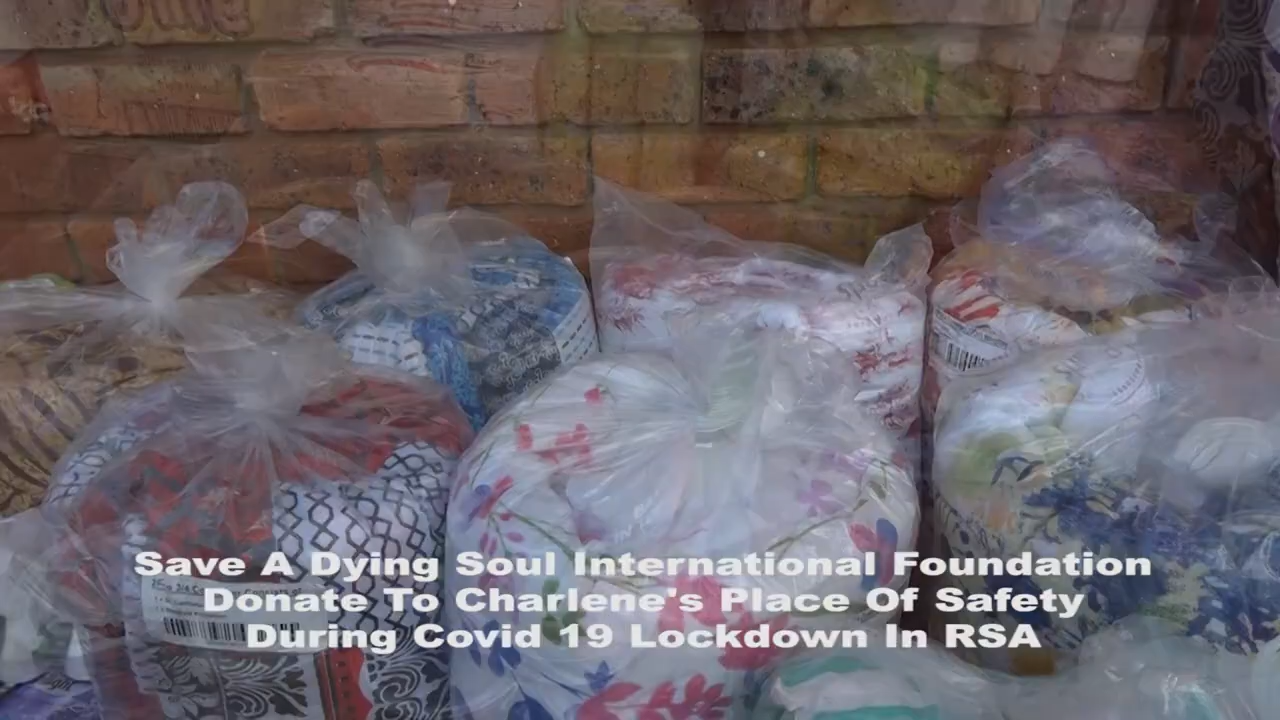 Save A Dying Soul International Foundation
Donate To Charlene's Place Of Safety
During Covid 19 Lockdown In RSA